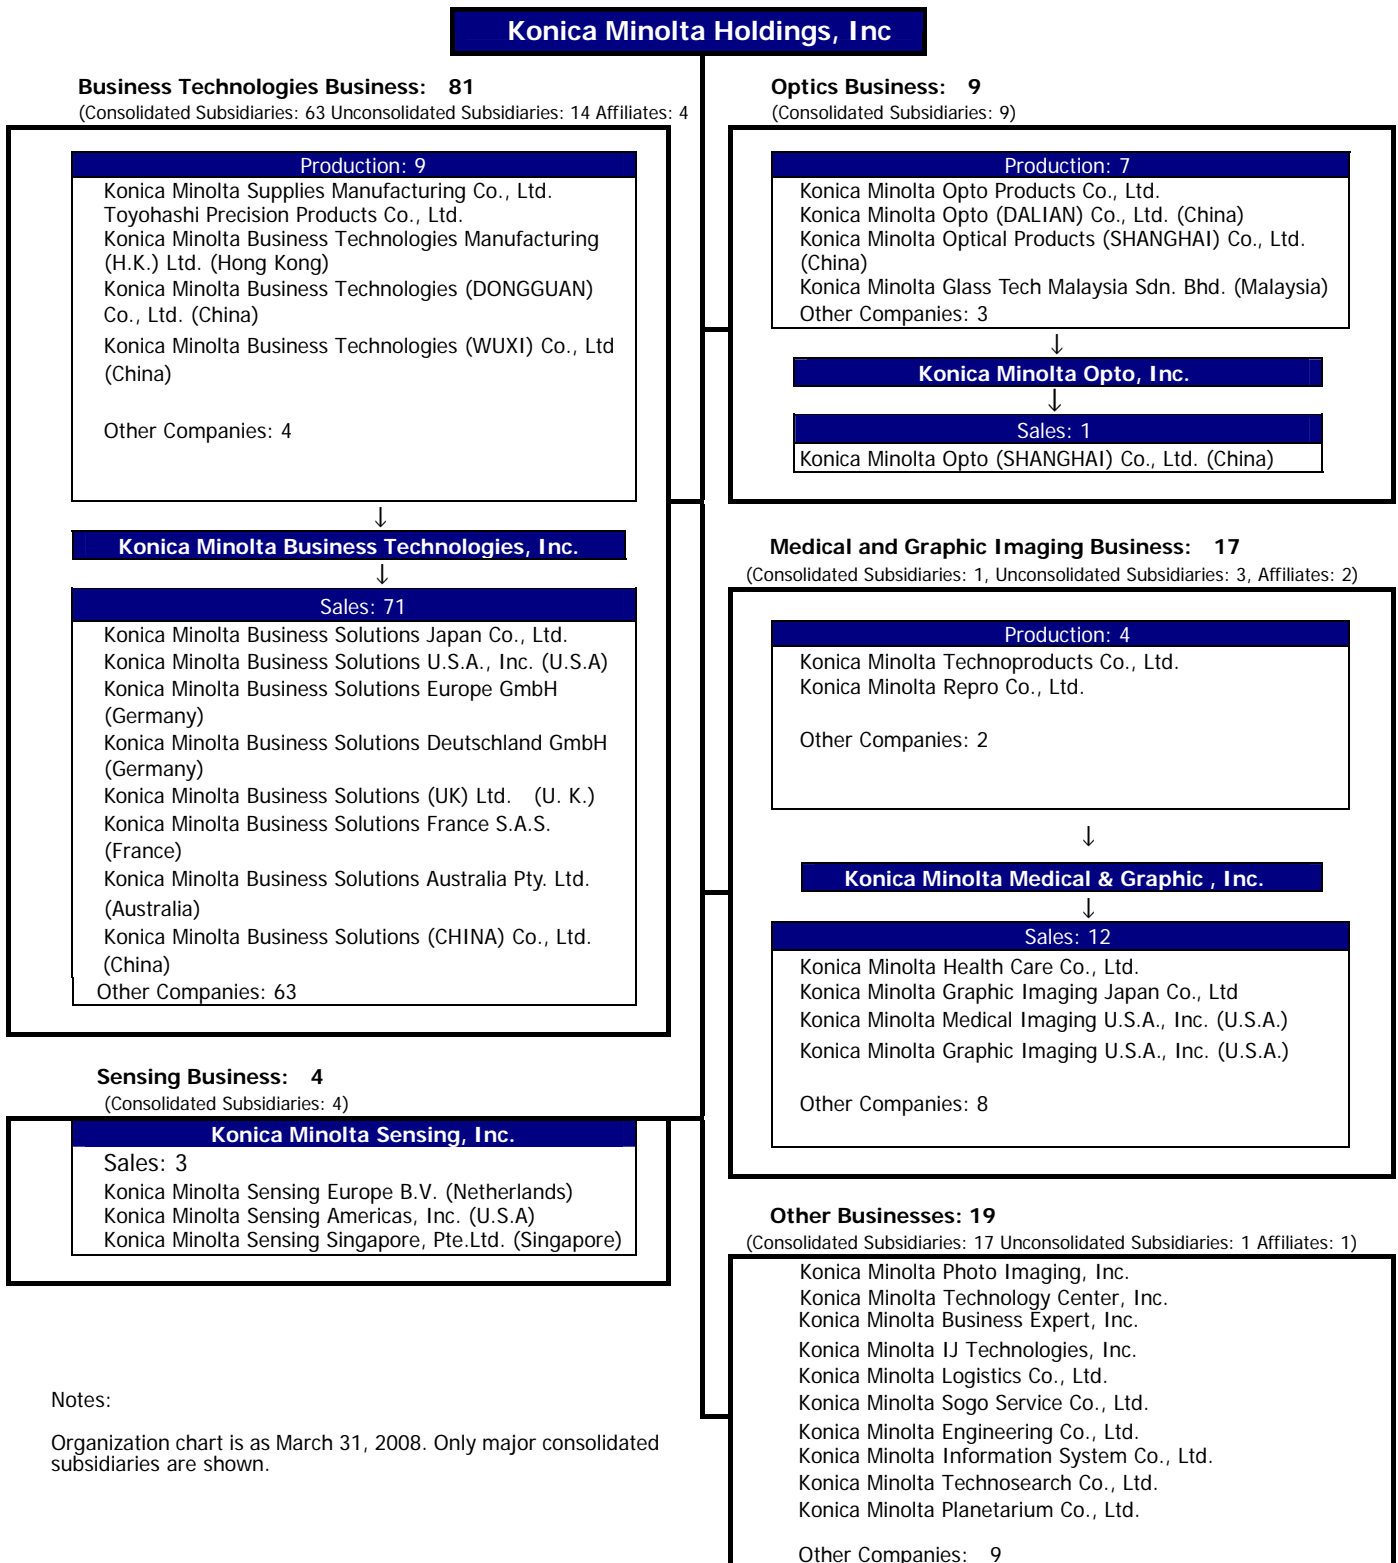 Konica Minolta Holdings, Inc
Business Technologies Business: 81
(Consolidated Subsidiaries: 63 Unconsolidated Subsidiaries: 14 Affiliates: 4
Production: 9
Konica Minolta Supplies Manufacturing Co., Ltd.
Toyohashi Precision Products Co., Ltd.
Konica Minolta Business Technologies Manufacturing
(H.K.) Ltd. (Hong Kong)
Konica Minolta Business Technologies (DONGGUAN)
Co., Ltd. (China)
Konica Minolta Business Technologies (WUXI) Co., Ltd
(China)
Other Companies: 4
↓
Konica Minolta Business Technologies, Inc.
↓
Sales: 71
Konica Minolta Business Solutions Japan Co., Ltd.
Konica Minolta Business Solutions U.S.A., Inc. (U.S.A)
Konica Minolta Business Solutions Europe GmbH
(Germany)
Konica Minolta Business Solutions Deutschland GmbH
(Germany)
Konica Minolta Business Solutions (UK) Ltd. (U. K.)
Konica Minolta Business Solutions France S.A.S.
(France)
Konica Minolta Business Solutions Australia Pty. Ltd.
(Australia)
Konica Minolta Business Solutions (CHINA) Co., Ltd.
(China)
Other Companies: 63
Sensing Business: 4
(Consolidated Subsidiaries: 4)
Konica Minolta Sensing, Inc.
Sales: 3
Konica Minolta Sensing Europe B.V. (Netherlands)
Konica Minolta Sensing Americas, Inc. (U.S.A)
Konica Minolta Sensing Singapore, Pte.Ltd. (Singapore)
Notes:
Organization chart is as March 31, 2008. Only major consolidated
subsidiaries are shown.
Optics Business: 9
(Consolidated Subsidiaries: 9)
Production: 7
Konica Minolta Opto Products Co., Ltd.
Konica Minolta Opto (DALIAN) Co., Ltd. (China)
Konica Minolta Optical Products (SHANGHAI) Co., Ltd.
(China)
Konica Minolta Glass Tech Malaysia Sdn. Bhd. (Malaysia)
Other Companies: 3
↓
Konica Minolta Opto, Inc.
↓
Sales: 1
Konica Minolta Opto (SHANGHAI) Co., Ltd. (China)
Medical and Graphic Imaging Business: 17
(Consolidated Subsidiaries: 1, Unconsolidated Subsidiaries: 3, Affiliates: 2)
Production: 4
Konica Minolta Technoproducts Co., Ltd.
Konica Minolta Repro Co., Ltd.
Other Companies: 2
↓
Konica Minolta Medical & Graphic , Inc.
↓
Sales: 12
Konica Minolta Health Care Co., Ltd.
Konica Minolta Graphic Imaging Japan Co., Ltd
Konica Minolta Medical Imaging U.S.A., Inc. (U.S.A.)
Konica Minolta Graphic Imaging U.S.A., Inc. (U.S.A.)
Other Companies: 8
Other Businesses: 19
(Consolidated Subsidiaries: 17 Unconsolidated Subsidiaries: 1 Affiliates: 1)
Konica Minolta Photo Imaging, Inc.
Konica Minolta Technology Center, Inc.
Konica Minolta Business Expert, Inc.
Konica Minolta IJ Technologies, Inc.
Konica Minolta Logistics Co., Ltd.
Konica Minolta Sogo Service Co., Ltd.
Konica Minolta Engineering Co., Ltd.
Konica Minolta Information System Co., Ltd.
Konica Minolta Technosearch Co., Ltd.
Konica Minolta Planetarium Co., Ltd.
Other Companies: 9